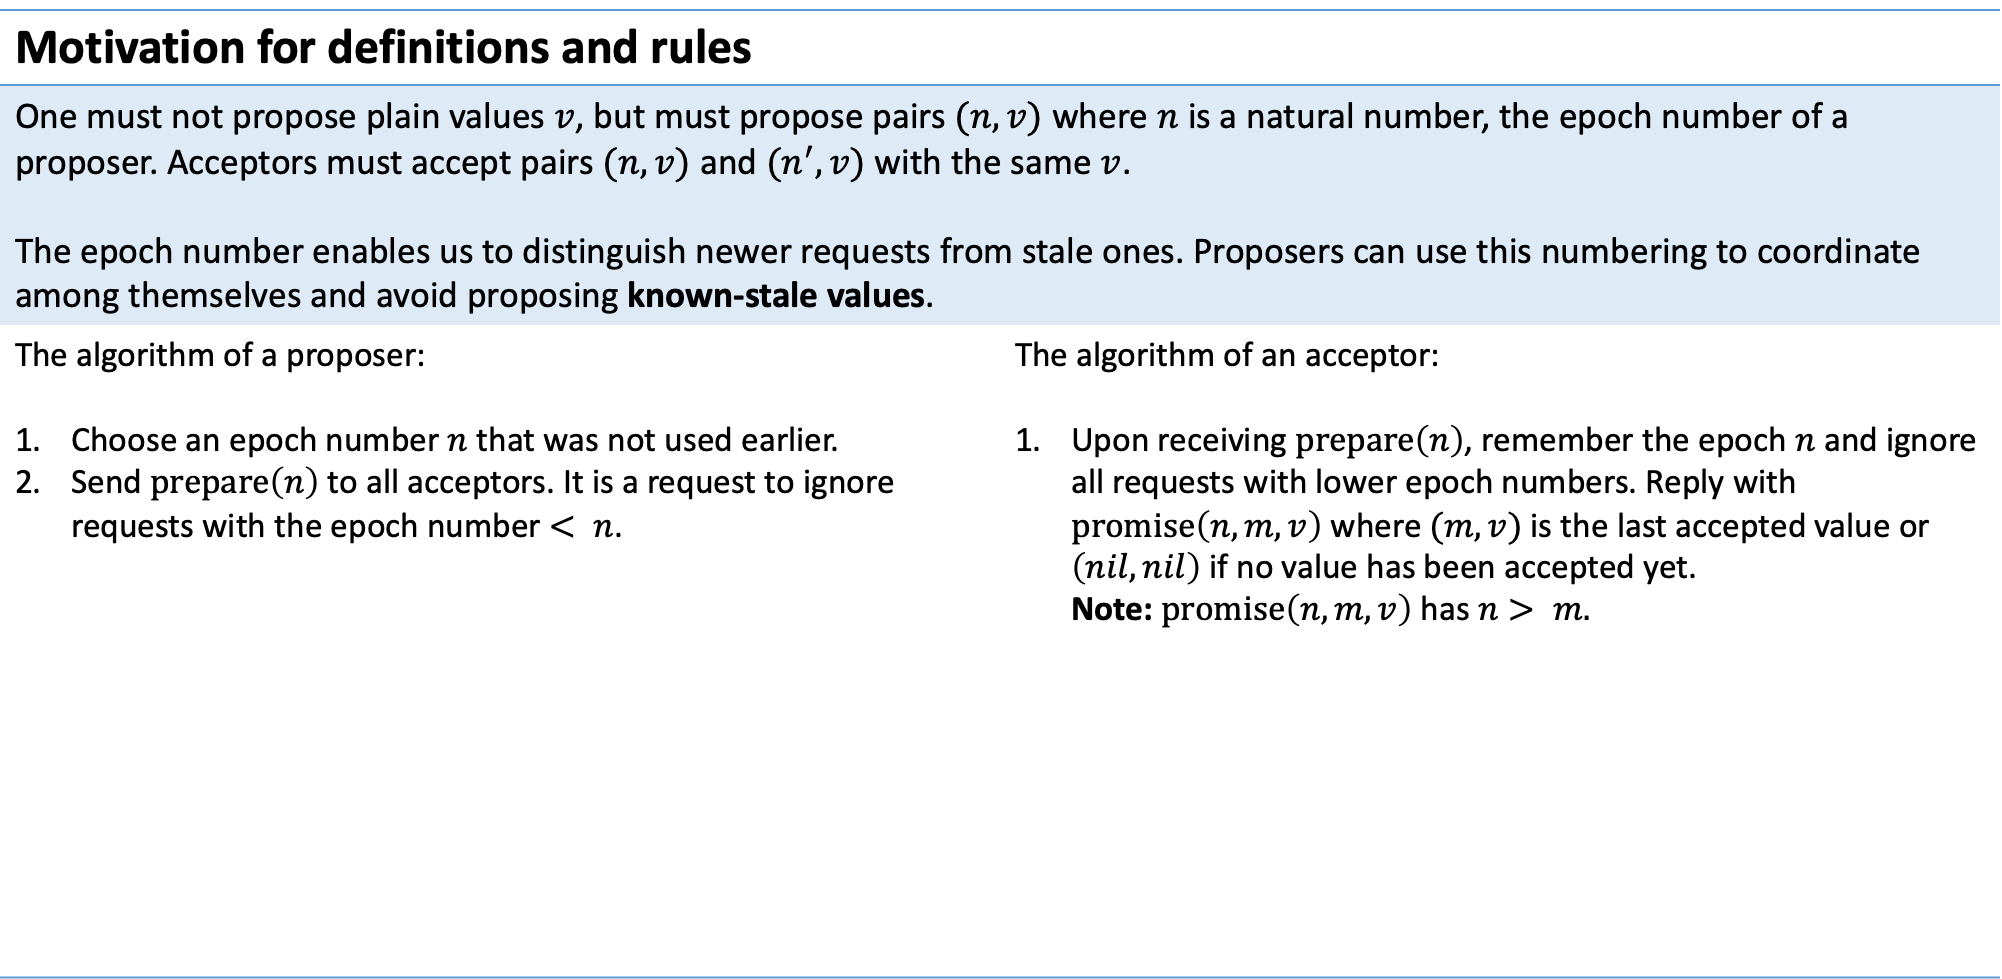 Motivation for definitions and rules
One must not propose plain values v, but must propose pairs (n, v) where n is a natural number, the epoch number of a
proposer. Acceptors must accept pairs (n, v) and (n′, v) with the same v.
The epoch number enables us to distinguish newer requests from stale ones. Proposers can use this numbering to coordinate
among themselves and avoid proposing known-stale values.
The algorithm of a proposer:
1. Choose an epoch number n that was not used earlier.
2. Send prepare(n) to all acceptors. It is a request to ignore
requests with the epoch number < n.
The algorithm of an acceptor:
1. Upon receiving prepare(n), remember the epoch n and ignore
all requests with lower epoch numbers. Reply with
promise(n, m, v) where (m, v) is the last accepted value or
(nil, nil) if no value has been accepted yet.
Note: promise(n, m, v) has n > m.